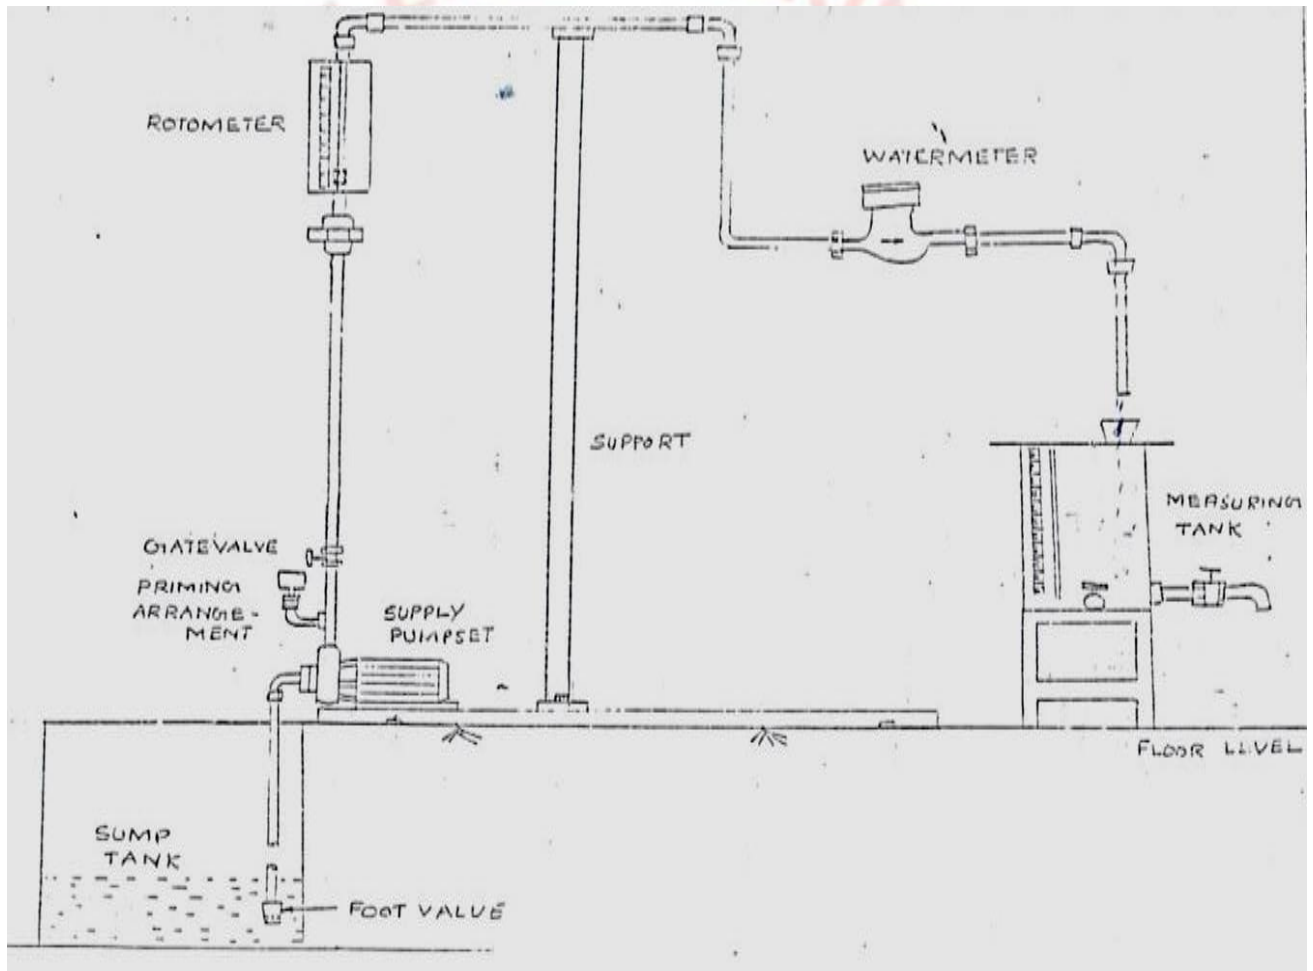 ROTOMETER
WATERMETER
SUPPORT
MEASURING
TANK
GATEVALVE
PRIMING
ARRANGE-
MENT
SUPPLY
PUMPSET
FLOOR LEVEL
SUMP
TANK
FOOT VALUE